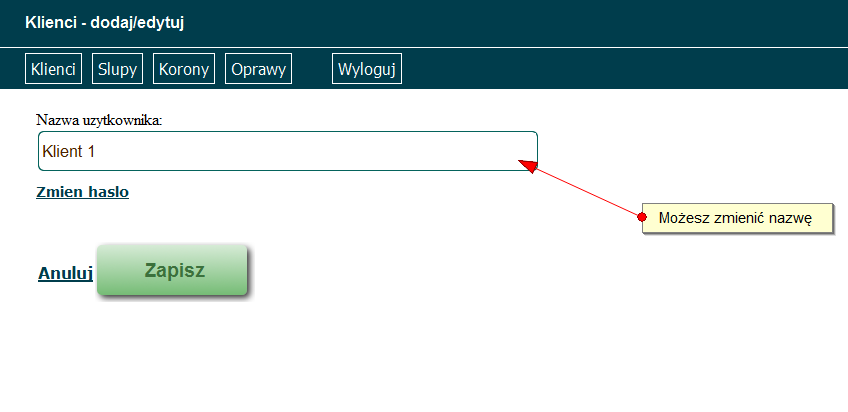 Klienci - dodaj/edytuj
Klienci Slupy Korony Oprawy Wyloguj
Nazwa uzytkownika:
Klient 1
Zmien haslo
Możesz zmienić nazwę
Anuluj Zapisz